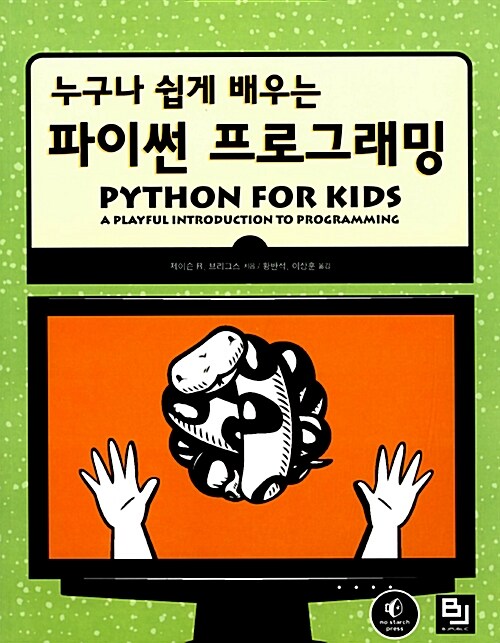 누구나 쉽게 배우는
파이썬 프로그래밍
PYTHON FOR KIDS
A PLAYFUL INTRODUCTION TO PROGRAMMING
제이슨 R. 브리그스 지음 / 황반석, 이상훈 옮김
no starch
press
BJ
BJPUBLIC